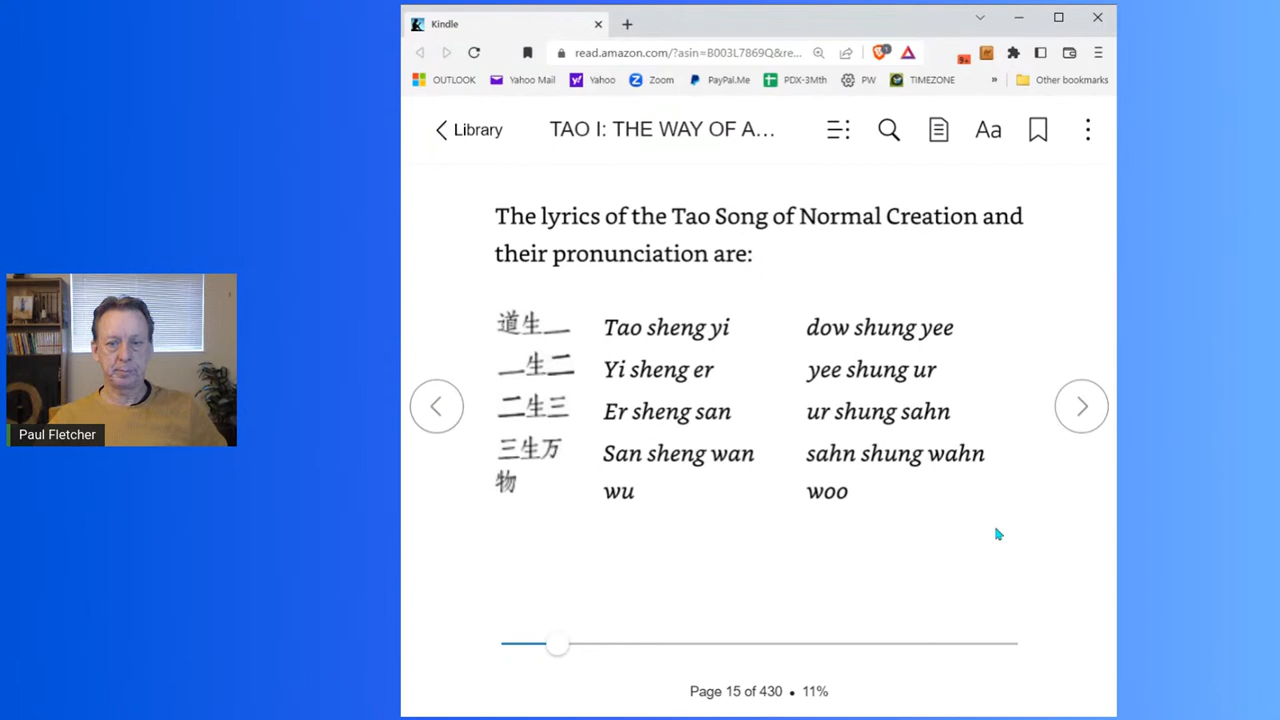 Kindle
read.amazon.com/?asin=B003L7869Q&re...
9+
OUTLOOK Yahoo Mail Yahoo Zoom PayPal.Me PDX-3Mth PW TIMEZONE » Other bookmarks
Library TAO I: THE WAY OF A... Aa
The lyrics of the Tao Song of Normal Creation and
their pronunciation are:
道生一 Tao sheng yi dow shung yee
一生二 Yi sheng er yee shung ur
二生三 Er sheng san ur shung sahn
三生万 San sheng wan sahn shung wahn
物 wu woo
Paul Fletcher
Page 15 of 430 • 11%